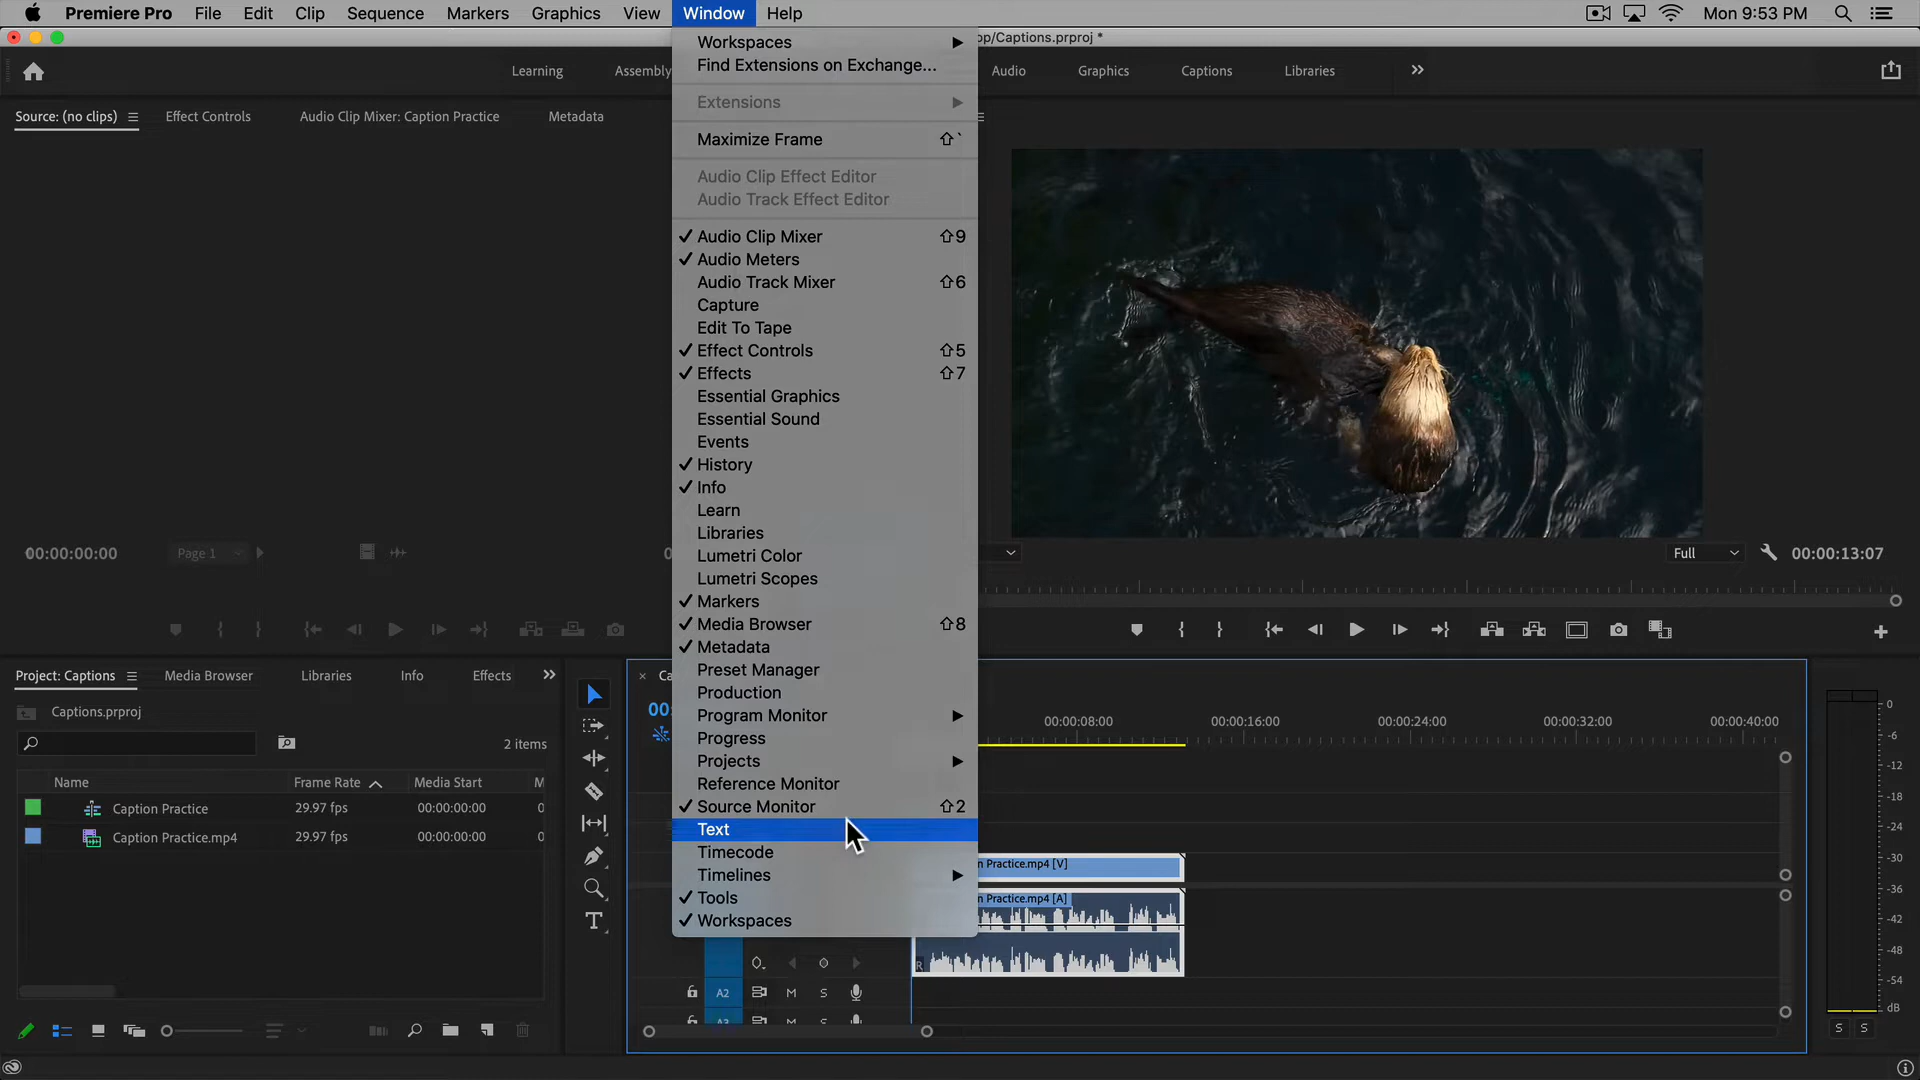 Premiere Pro File Edit Clip Sequence Markers Graphics View Window Help Mon 9:53 PM
pp/Captions.prproj *
Learning Assembly Audio Graphics Captions Libraries
Source: (no clips) Effect Controls Audio Clip Mixer: Caption Practice Metadata
Workspaces
Find Extensions on Exchange...
Extensions
Maximize Frame ⇧`
Audio Clip Effect Editor
Audio Track Effect Editor
✓ Audio Clip Mixer ⇧9
✓ Audio Meters
Audio Track Mixer ⇧6
Capture
Edit To Tape
✓ Effect Controls ⇧5
✓ Effects ⇧7
Essential Graphics
Essential Sound
Events
✓ History
✓ Info
Learn
Libraries
Lumetri Color
Lumetri Scopes
✓ Markers
✓ Media Browser ⇧8
✓ Metadata
Preset Manager
Production
Program Monitor
Progress
Projects
Reference Monitor
✓ Source Monitor ⇧2
Text
Timecode
Timelines
✓ Tools
✓ Workspaces
00:00:00:00 Page 1 0
Full 00:00:13:07
Project: Captions Media Browser Libraries Info Effects
Captions.prproj
2 items
Name Frame Rate Media Start M
Caption Practice 29.97 fps 00:00:00:00 0
Caption Practice.mp4 29.97 fps 00:00:00:00 0
Ca
00:
00:00:08:00 00:00:16:00 00:00:24:00 00:00:32:00 00:00:40:00
n Practice.mp4 [V]
n Practice.mp4 [A]
R
A2 M S
A3 M S
0
-6
-12
-18
-24
-30
-36
-42
-48
-54
dB
S S